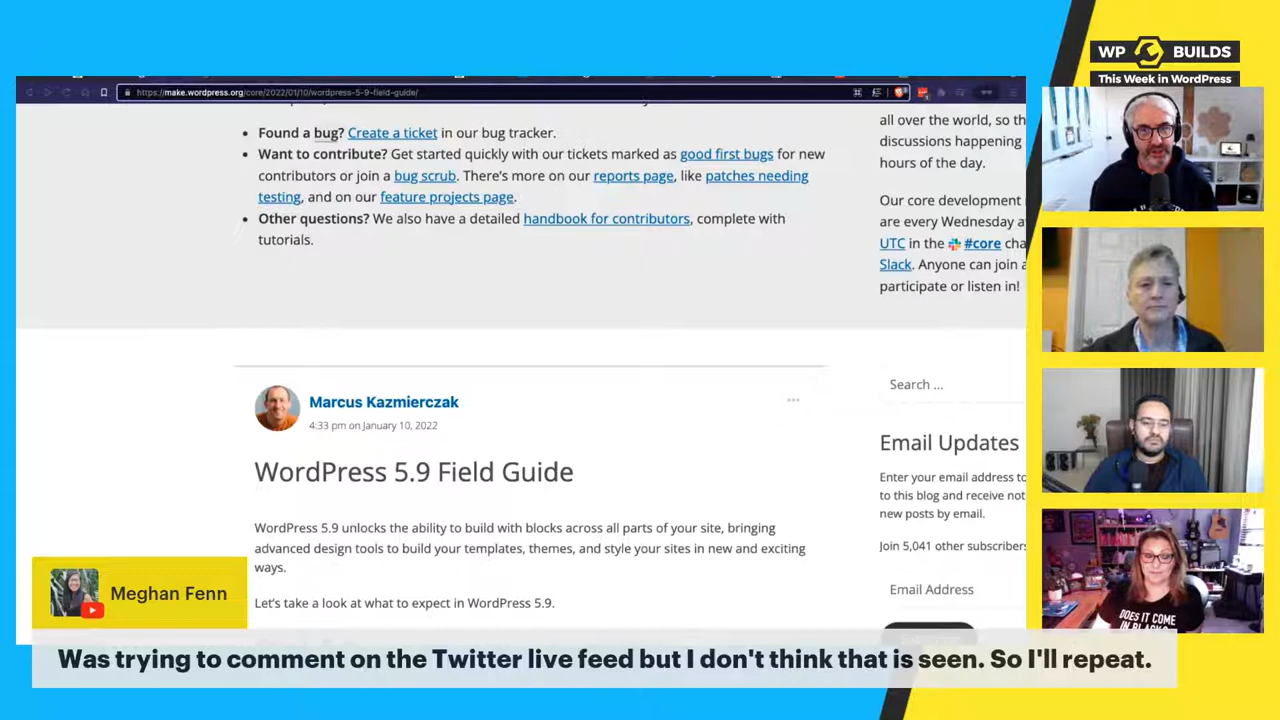 WP BUILDS
This Week in WordPress
https://make.wordpress.org/core/2022/01/10/wordpress-5-9-field-guide/
Found a bug? Create a ticket in our bug tracker.
Want to contribute? Get started quickly with our tickets marked as good first bugs for new
contributors or join a bug scrub. There's more on our reports page, like patches needing
testing, and on our feature projects page.
Other questions? We also have a detailed handbook for contributors, complete with
tutorials.
all over the world, so th
discussions happening
hours of the day.
Our core development
are every Wednesday a
UTC in the #core cha
Slack. Anyone can join a
participate or listen in!
Marcus Kazmierczak
4:33 pm on January 10, 2022
WordPress 5.9 Field Guide
WordPress 5.9 unlocks the ability to build with blocks across all parts of your site, bringing
advanced design tools to build your templates, themes, and style your sites in new and exciting
ways.
Let's take a look at what to expect in WordPress 5.9.
Search ...
Email Updates
Enter your email address to
to this blog and receive not
new posts by email.
Join 5,041 other subscribers
Email Address
DOES IT COME
IN BLACK
Meghan Fenn
Was trying to comment on the Twitter live feed but I don't think that is seen. So I'll repeat.